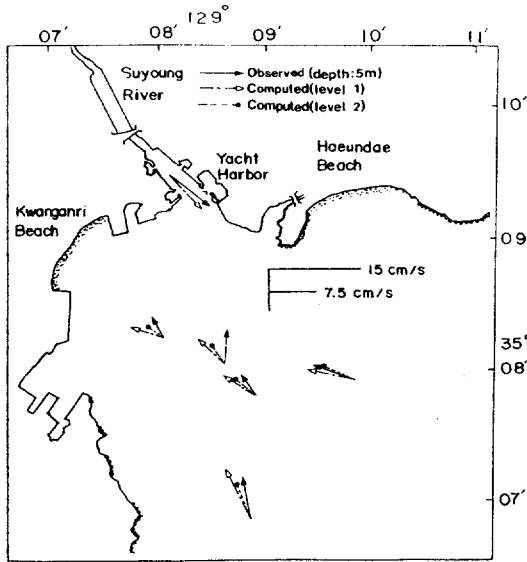 129°
07' 08' 09' 10' 11'
Suyoung
River
Observed (depth:5m)
Computed(level 1)
Computed(level 2)
10'
Yacht
Harbor
Haeundae
Beach
Kwanganri
Beach
09'
15 cm/s
7.5 cm/s
35°
08'
07'